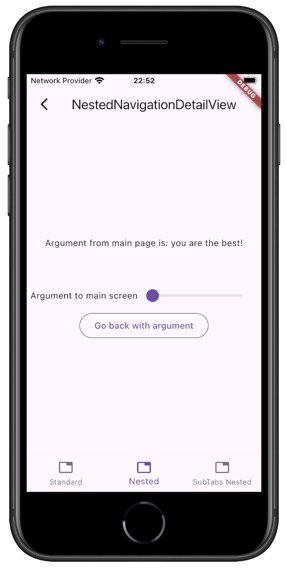 Network Provider 22:52
DEBUG
NestedNavigationDetailView
Argument from main page is: you are the best!
Argument to main screen
Go back with argument
Standard Nested SubTabs Nested